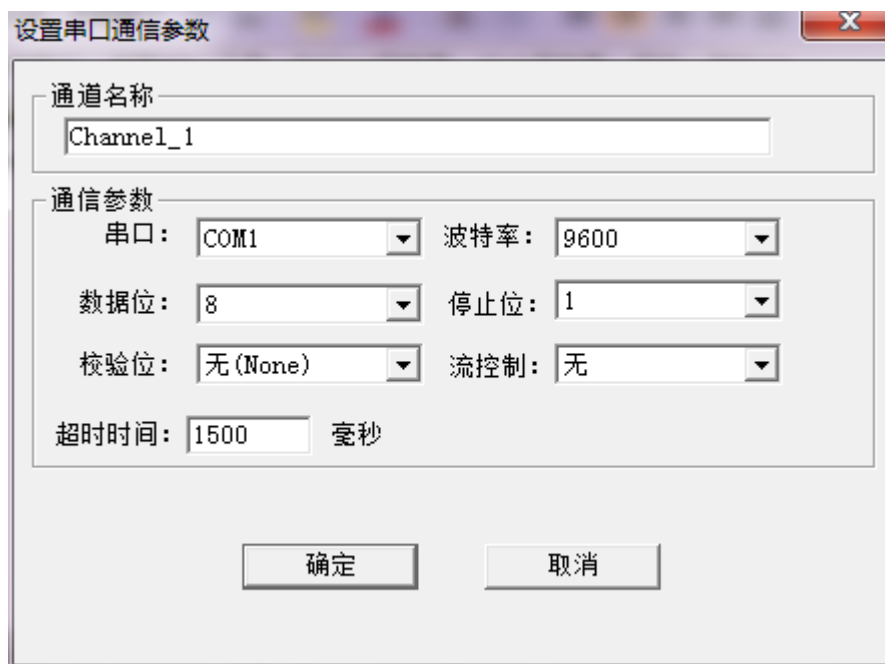 设置串口通信参数
通道名称
Channel_1
通信参数
串口: COM1 波特率: 9600
数据位: 8 停止位: 1
校验位: 无(None) 流控制: 无
超时时间: 1500 毫秒
确定 取消